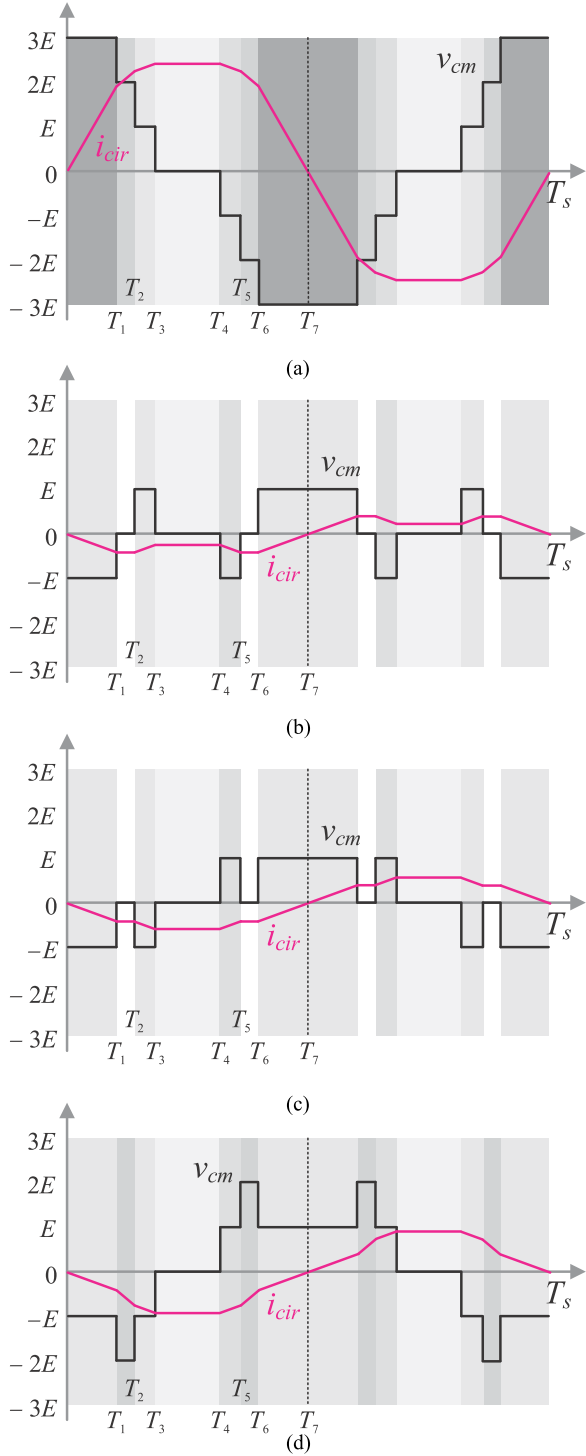 3E
v_cm
2E
E
i_cir
0
T_s
–E
– 2E
T_2 T_5
– 3E
T_1 T_3 T_4 T_6 T_7
(a)
3E
2E
v_cm
E
0
T_s
i_cir
–E
– 2E
T_2 T_5
– 3E
T_1 T_3 T_4 T_6 T_7
(b)
3E
2E
v_cm
E
0
T_s
i_cir
–E
– 2E
T_2 T_5
– 3E
T_1 T_3 T_4 T_6 T_7
(c)
3E
v_cm
2E
E
0
T_s
i_cir
–E
– 2E
T_2 T_5
– 3E
T_1 T_3 T_4 T_6 T_7
(d)